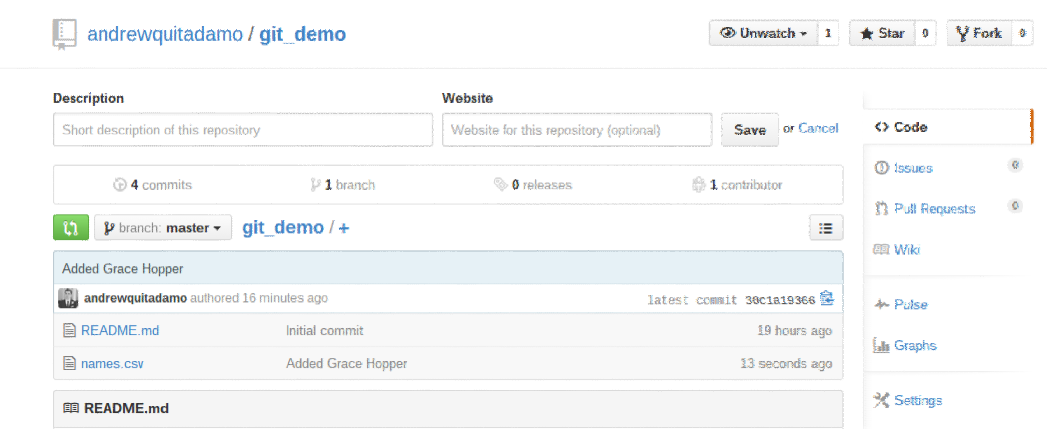 andrewquitadamo / git_demo
Unwatch 1 Star 0 Fork 0
Description
Website
Short description of this repository
Website for this repository (optional)
Save or Cancel
4 commits
1 branch
0 releases
1 contributor
branch: master
git_demo / +
Added Grace Hopper
andrewquitadamo authored 16 minutes ago
latest commit 30c1a19366
README.md Initial commit 19 hours ago
names.csv Added Grace Hopper 13 seconds ago
README.md
Code
Issues 0
Pull Requests 0
Wiki
Pulse
Graphs
Settings